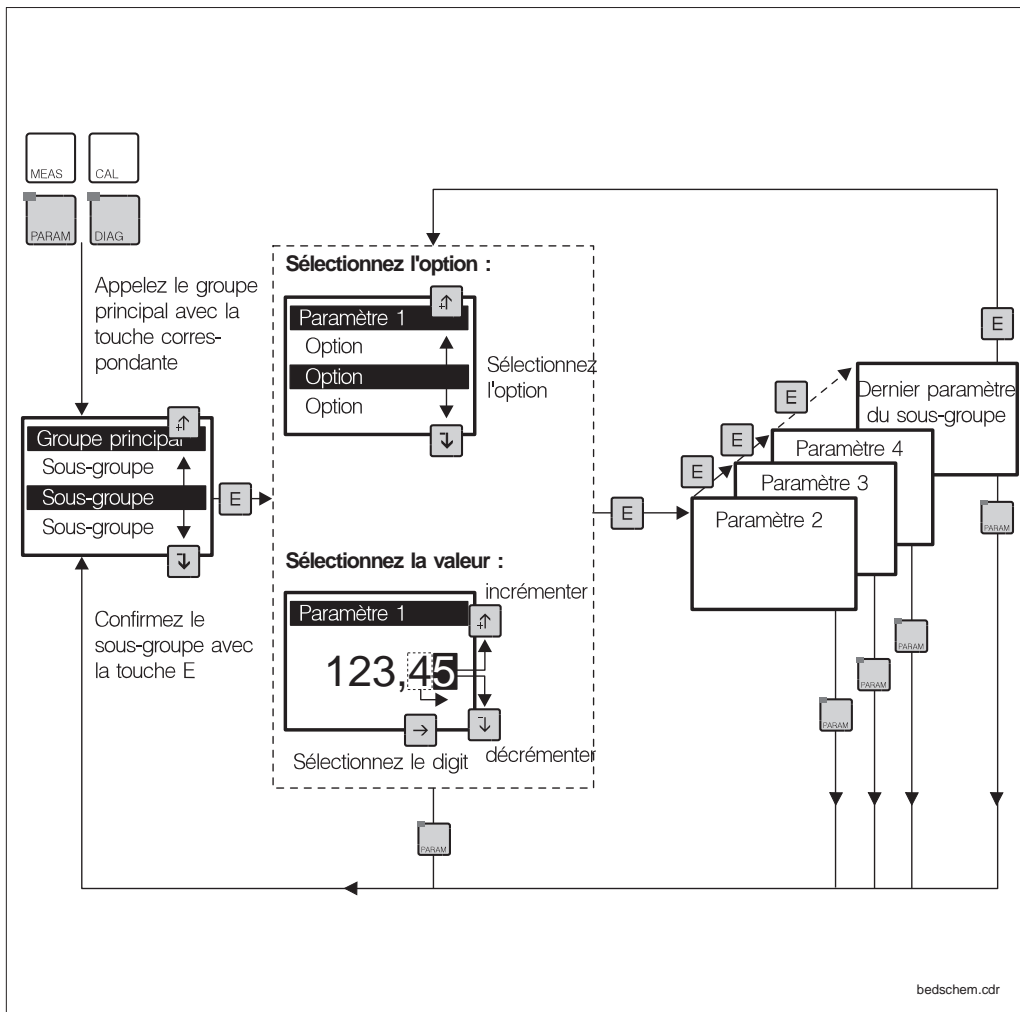 MEAS
CAL
PARAM
DIAG
Appelez le groupe
principal avec la
touche corres-
pondante
Groupe principal
Sous-groupe
Sous-groupe
Sous-groupe
E
Confirmez le
sous-groupe avec
la touche E
Sélectionnez l'option :
Paramètre 1
Option
Option
Option
Sélectionnez
l'option
Sélectionnez la valeur :
incrémenter
Paramètre 1
123,45
Sélectionnez le digit
décrémenter
PARAM
E
E
E
E
E
Dernier paramètre
du sous-groupe
Paramètre 4
Paramètre 3
Paramètre 2
PARAM
PARAM
PARAM
PARAM
bedschem.cdr